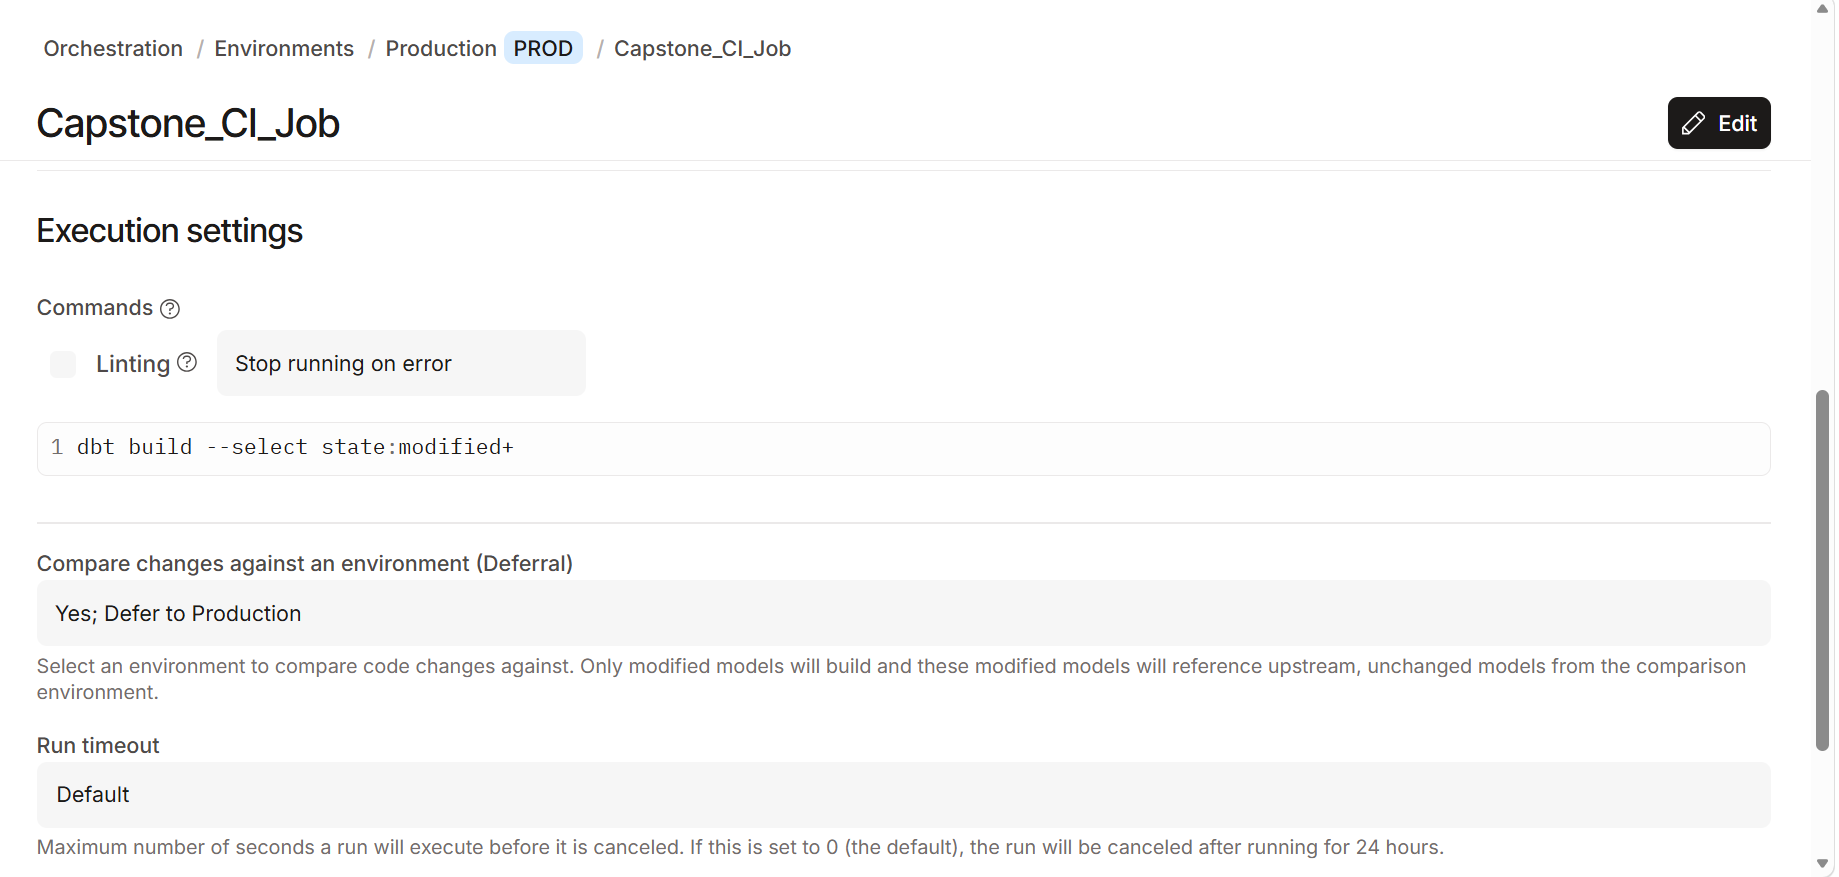 Orchestration / Environments / Production PROD / Capstone_CI_Job
Capstone_CI_Job
Edit
Execution settings
Commands ?
Linting ? Stop running on error
1 dbt build --select state:modified+
Compare changes against an environment (Deferral)
Yes; Defer to Production
Select an environment to compare code changes against. Only modified models will build and these modified models will reference upstream, unchanged models from the comparison
environment.
Run timeout
Default
Maximum number of seconds a run will execute before it is canceled. If this is set to 0 (the default), the run will be canceled after running for 24 hours.